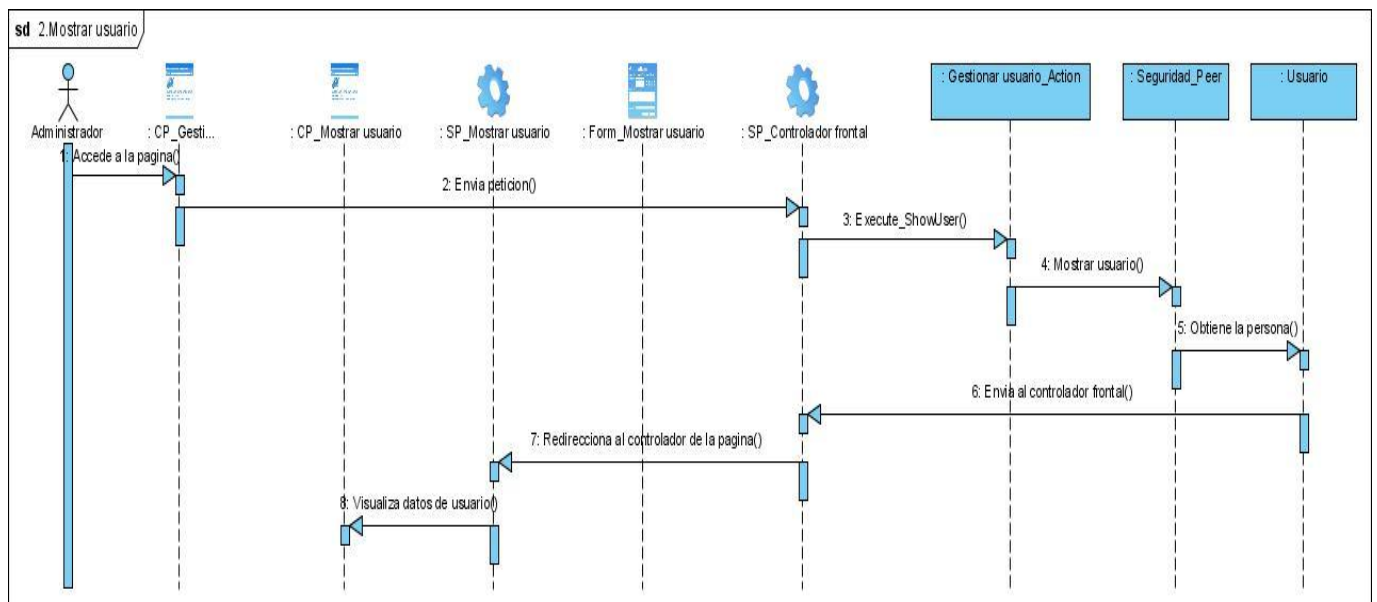 sd 2.Mostrar usuario
Administrador
: CP_Gesti...
: CP_Mostrar usuario
: SP_Mostrar usuario
: Form_Mostrar usuario
: SP_Controlador frontal
: Gestionar usuario_Action
: Seguridad_Peer
: Usuario
1: Accede a la pagina()
2: Envia peticion()
3: Execute_ShowUser()
4: Mostrar usuario()
5: Obtiene la persona()
6: Envia al controlador frontal()
7: Redirecciona al controlador de la pagina()
8: Visualiza datos de usuario()